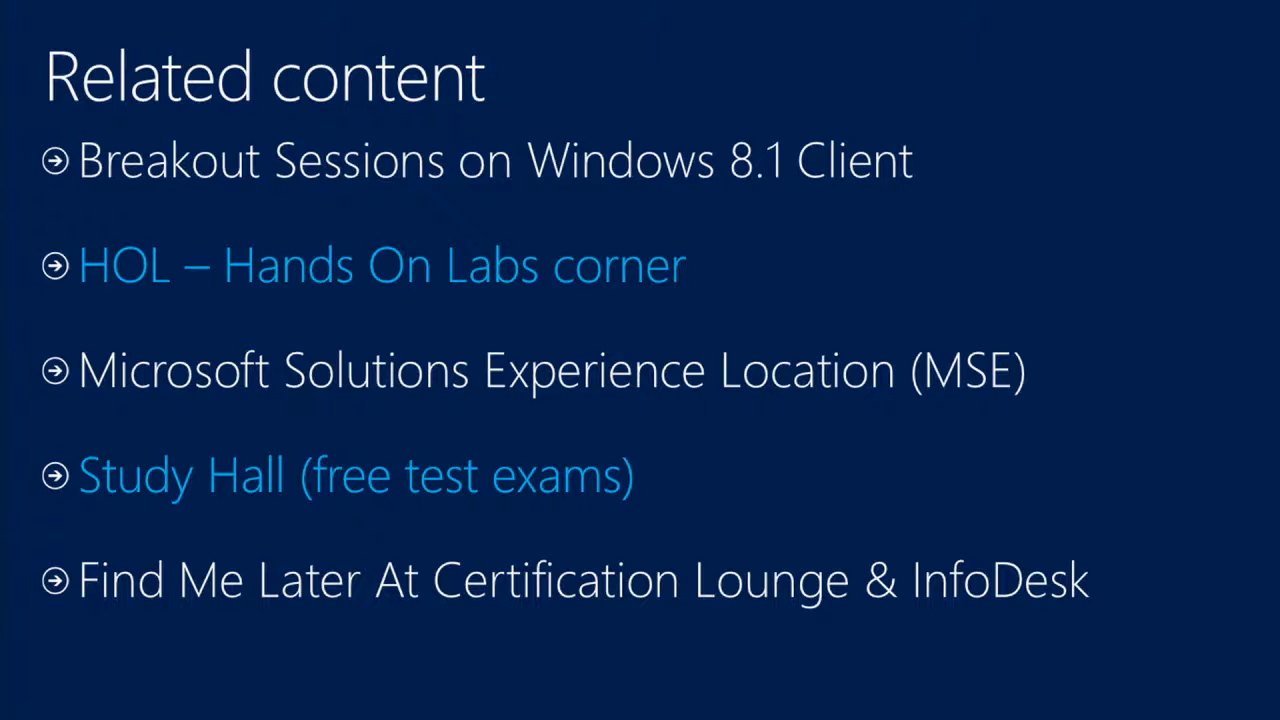 Related content
Breakout Sessions on Windows 8.1 Client
HOL – Hands On Labs corner
Microsoft Solutions Experience Location (MSE)
Study Hall (free test exams)
Find Me Later At Certification Lounge & InfoDesk